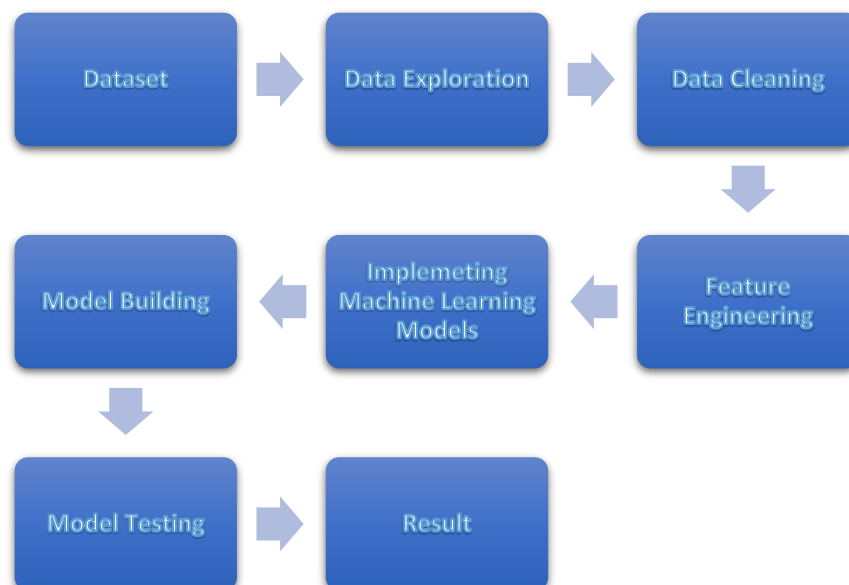 Dataset
Data Exploration
Data Cleaning
Feature
Engineering
Implemeting
Machine Learning
Models
Model Building
Model Testing
Result